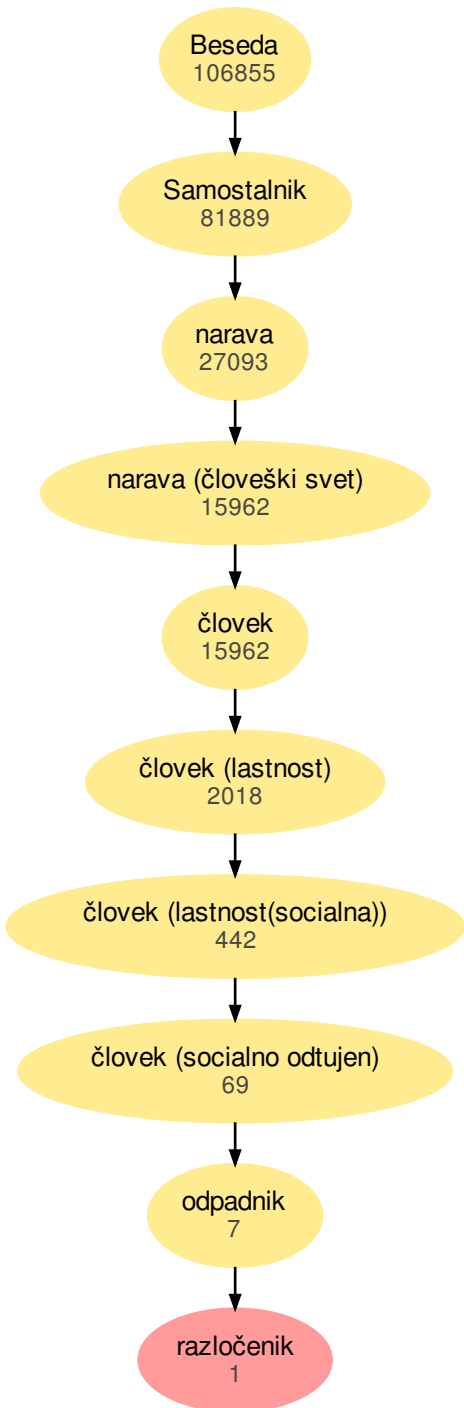 Beseda
106855
Samostalnik
81889
narava
27093
narava (človeški svet)
15962
človek
15962
človek (lastnost)
2018
človek (lastnost(socialna))
442
človek (socialno odtujen)
69
odpadnik
7
razločenik
1